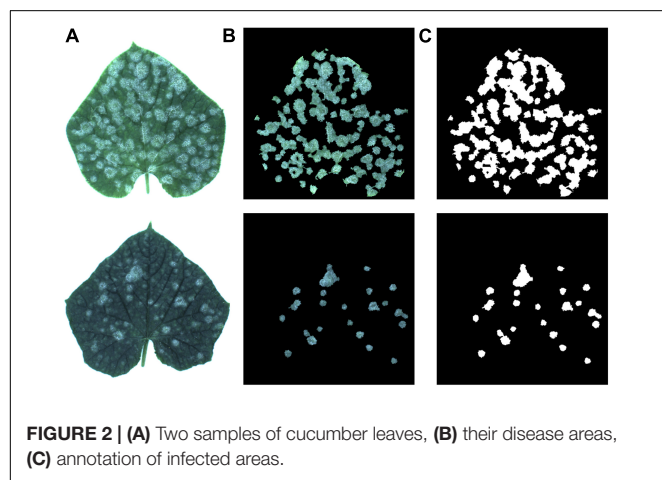 A B C
FIGURE 2 | (A) Two samples of cucumber leaves, (B) their disease areas,
(C) annotation of infected areas.